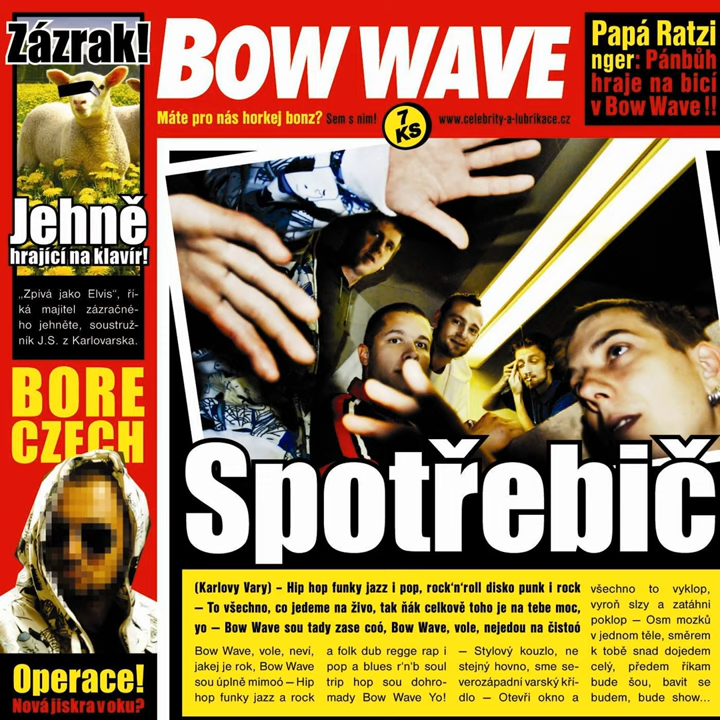 Zázrak!
BOW WAVE
Máte pro nás horkej bonz? Sem s nim!
7
KS
www.celebrity-a-lubrikace.cz
Papá Ratzi
nger: Pánbůh
hraje na bicí
v Bow Wave !!
Jehně
hrající na klavír!
„Zpívá jako Elvis“, ří-
ká majitel zázračné-
ho jehněte, soustruž-
ník J.S. z Karlovarska.
BORE
CZECH
Operace!
Nová jiskra v oku?
Spotřebič
(Karlovy Vary) – Hip hop funky jazz i pop, rock‘n‘roll disko punk i rock
– To všechno, co jedeme na živo, tak ňák celkově toho je na tebe moc,
yo – Bow Wave sou tady zase coó, Bow Wave, vole, nejedou na čistoó
Bow Wave, vole, neví,
jakej je rok, Bow Wave
sou úplně mimoó – Hip
hop funky jazz a rock
a folk dub regge rap i
pop a blues r‘n‘b soul
trip hop sou dohro-
mady Bow Wave Yo!
– Stylový kouzlo, ne
stejný hovno, sme se-
verozápadní varský kří-
dlo – Otevři okno a
všechno to vyklop,
vyroň slzy a zatáhni
poklop – Osm mozků
v jednom těle, směrem
k tobě snad dojedem
celý, předem říkam
bude šou, bavit se
budem, bude show...